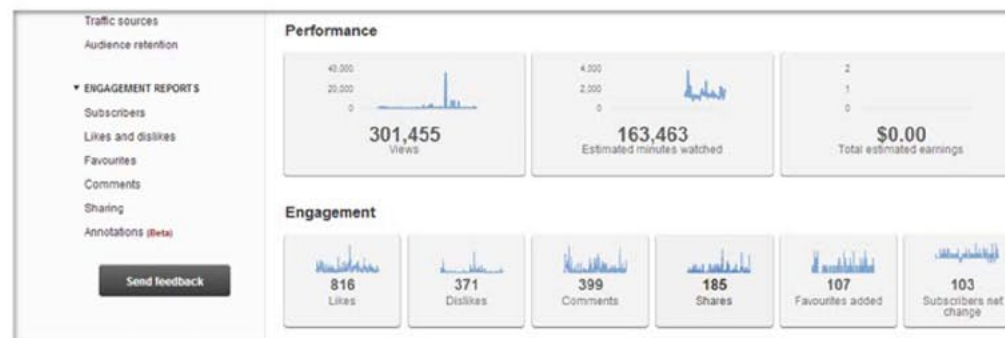 Traffic sources
Audience retention
▾ ENGAGEMENT REPORTS
Subscribers
Likes and dislikes
Favourites
Comments
Sharing
Annotations (Beta)
Send feedback
Performance
40,000
20,000
0
301,455
Views
4,000
2,000
0
163,463
Estimated minutes watched
2
1
0
$0.00
Total estimated earnings
Engagement
816
Likes
371
Dislikes
399
Comments
185
Shares
107
Favourites added
103
Subscribers net
change